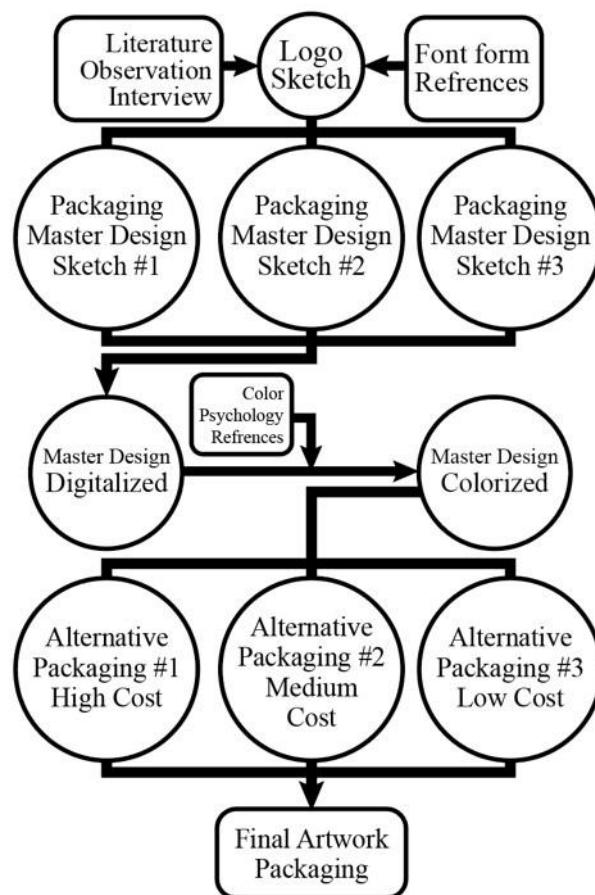 Literature
Observation
Interview
Logo
Sketch
Font form
Refrences
Packaging
Master Design
Sketch #1
Packaging
Master Design
Sketch #2
Packaging
Master Design
Sketch #3
Color
Psychology
Refrences
Master Design
Digitalized
Master Design
Colorized
Alternative
Packaging #1
High Cost
Alternative
Packaging #2
Medium
Cost
Alternative
Packaging #3
Low Cost
Final Artwork
Packaging